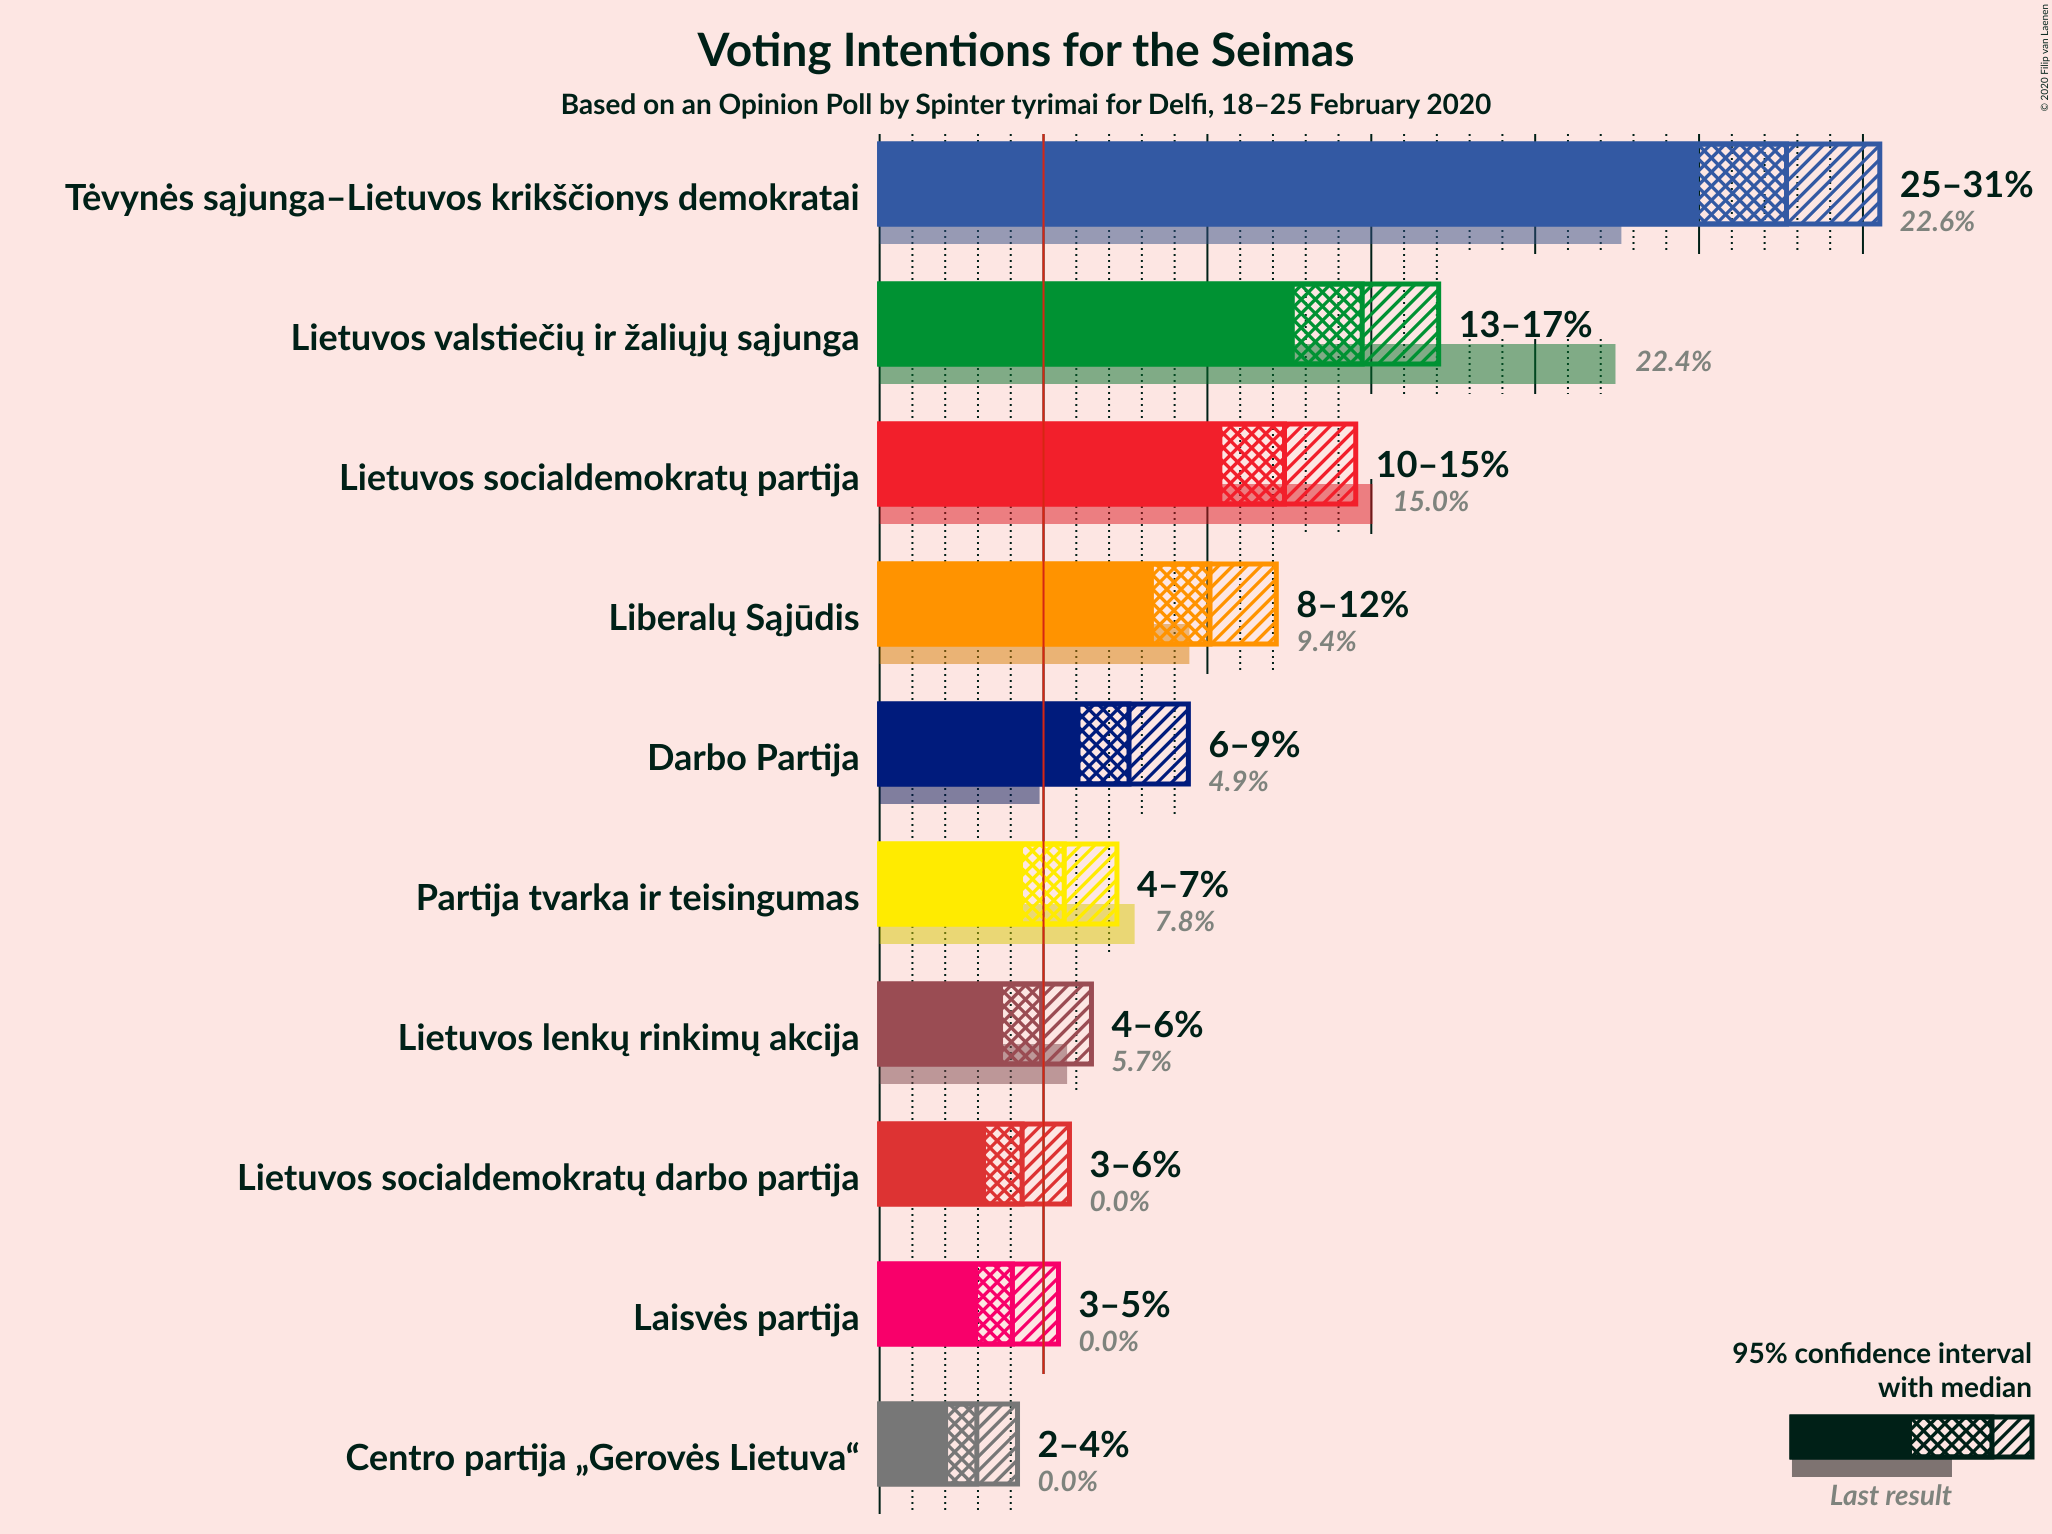 Voting Intentions for the Seimas
Based on an Opinion Poll by Spinter tyrimai for Delfi, 18–25 February 2020
© 2020 Filip van Laenen
Tėvynės sąjunga–Lietuvos krikščionys demokratai
25–31%
22.6%
Lietuvos valstiečių ir žaliųjų sąjunga
13–17%
22.4%
Lietuvos socialdemokratų partija
10–15%
15.0%
Liberalų Sąjūdis
8–12%
9.4%
Darbo Partija
6–9%
4.9%
Partija tvarka ir teisingumas
4–7%
7.8%
Lietuvos lenkų rinkimų akcija
4–6%
5.7%
Lietuvos socialdemokratų darbo partija
3–6%
0.0%
Laisvės partija
3–5%
0.0%
Centro partija „Gerovės Lietuva“
2–4%
0.0%
95% confidence interval
with median
Last result